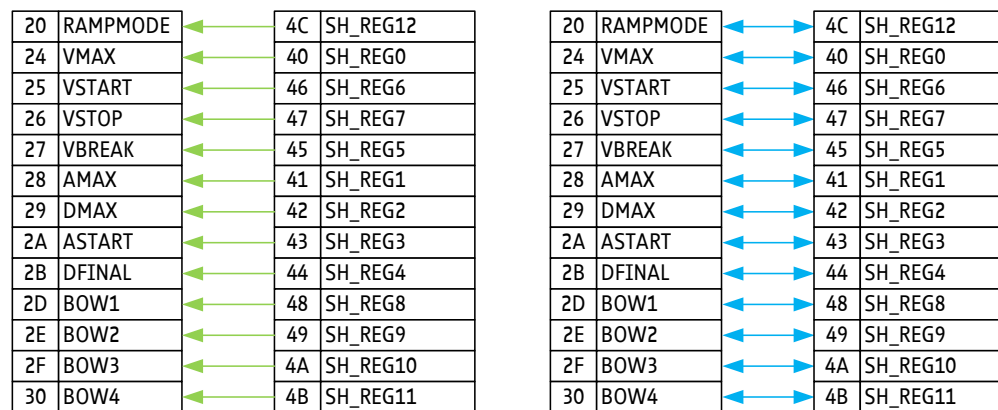 20 RAMPMODE 4C SH_REG12 20 RAMPMODE 4C SH_REG12
24 VMAX 40 SH_REG0 24 VMAX 40 SH_REG0
25 VSTART 46 SH_REG6 25 VSTART 46 SH_REG6
26 VSTOP 47 SH_REG7 26 VSTOP 47 SH_REG7
27 VBREAK 45 SH_REG5 27 VBREAK 45 SH_REG5
28 AMAX 41 SH_REG1 28 AMAX 41 SH_REG1
29 DMAX 42 SH_REG2 29 DMAX 42 SH_REG2
2A ASTART 43 SH_REG3 2A ASTART 43 SH_REG3
2B DFINAL 44 SH_REG4 2B DFINAL 44 SH_REG4
2D BOW1 48 SH_REG8 2D BOW1 48 SH_REG8
2E BOW2 49 SH_REG9 2E BOW2 49 SH_REG9
2F BOW3 4A SH_REG10 2F BOW3 4A SH_REG10
30 BOW4 4B SH_REG11 30 BOW4 4B SH_REG11